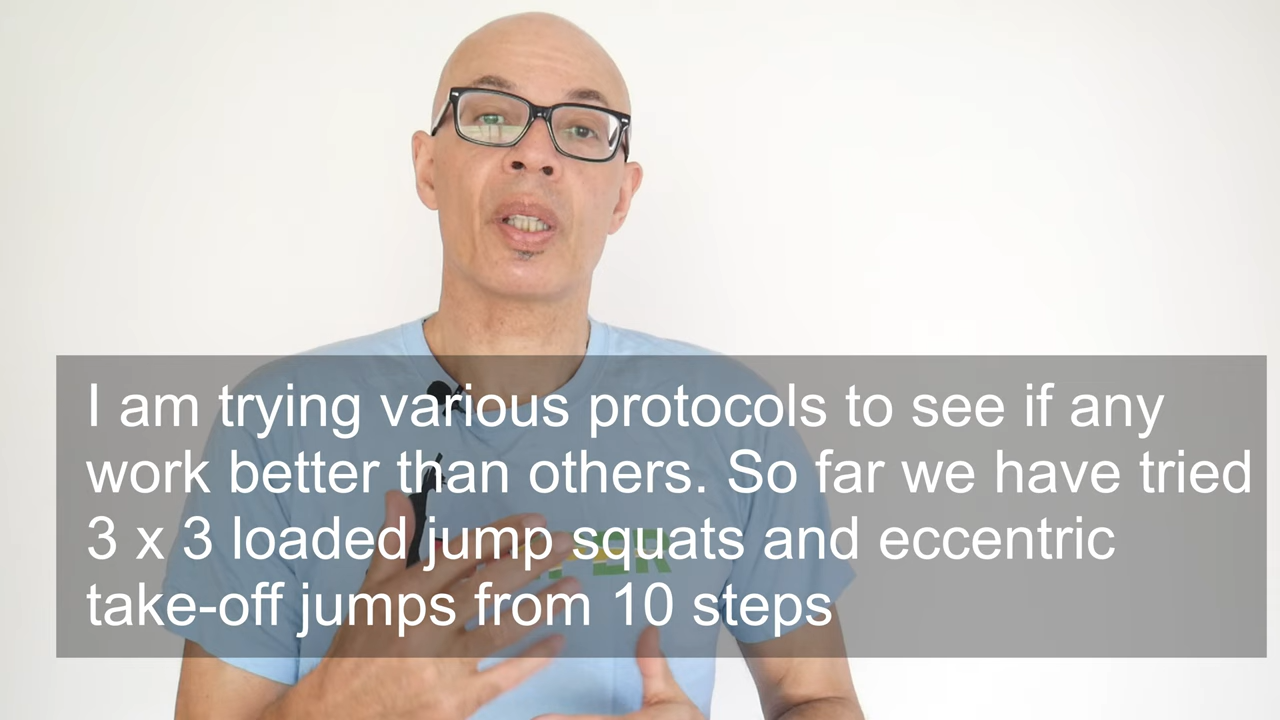 I am trying various protocols to see if any
work better than others. So far we have tried
3 x 3 loaded jump squats and eccentric
take-off jumps from 10 steps